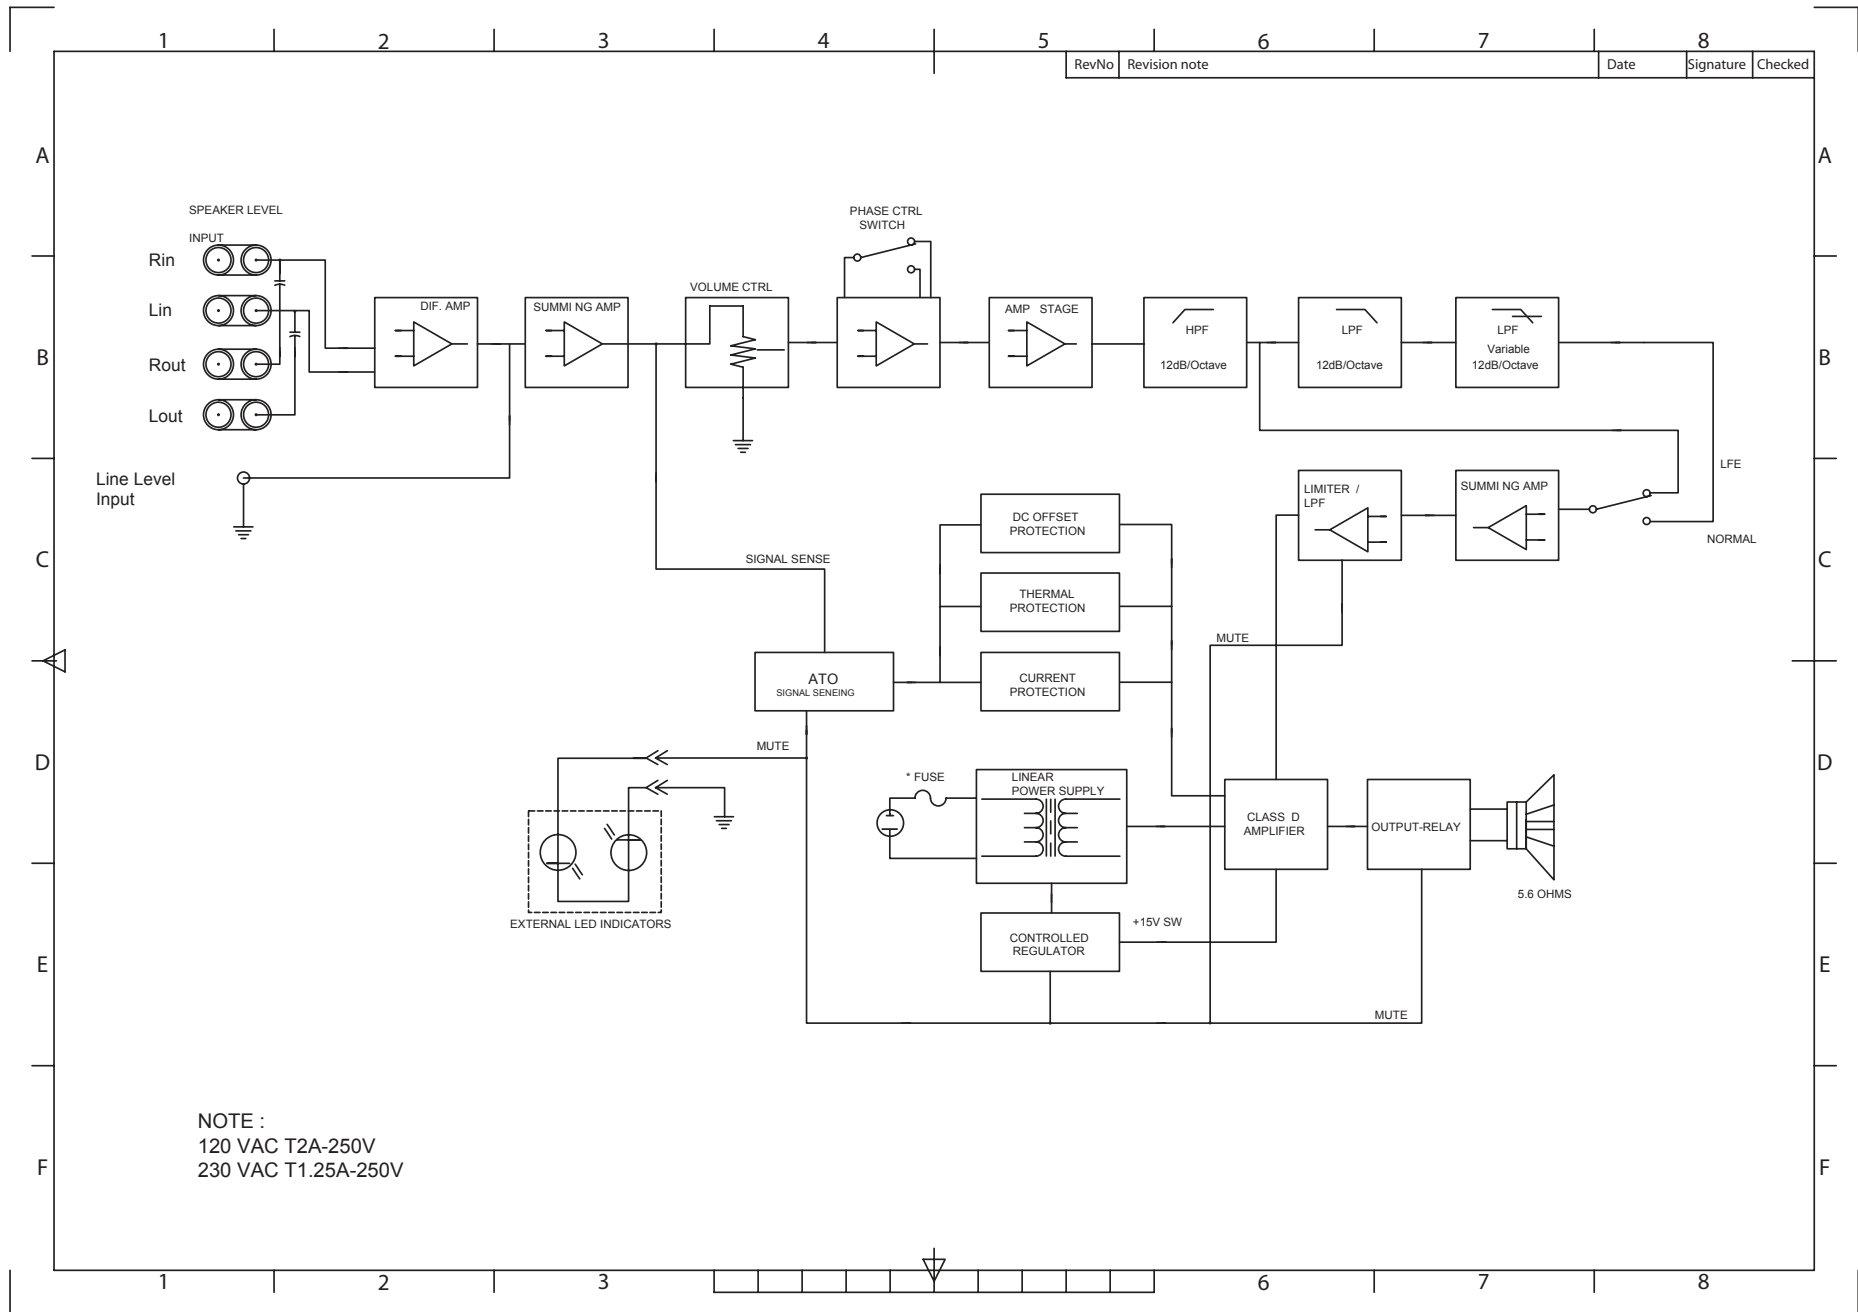 1 2 3 4 5 6 7 8
RevNo Revision note Date Signature Checked
A A
SPEAKER LEVEL
INPUT
PHASE CTRL
SWITCH
Rin
Lin
Rout
Lout
B B
DIF. AMP
SUMMI NG AMP
VOLUME CTRL
AMP STAGE
HPF
12dB/Octave
LPF
12dB/Octave
LPF
Variable
12dB/Octave
Line Level
Input
LFE
NORMAL
SUMMI NG AMP
LIMITER /
LPF
C C
DC OFFSET
PROTECTION
SIGNAL SENSE
THERMAL
PROTECTION
MUTE
ATO
SIGNAL SENEING
CURRENT
PROTECTION
D D
MUTE
* FUSE
LINEAR
POWER SUPPLY
CLASS D
AMPLIFIER
OUTPUT-RELAY
5.6 OHMS
EXTERNAL LED INDICATORS
+15V SW
CONTROLLED
REGULATOR
E E
MUTE
NOTE :
120 VAC T2A-250V
230 VAC T1.25A-250V
F F
1 2 3 6 7 8